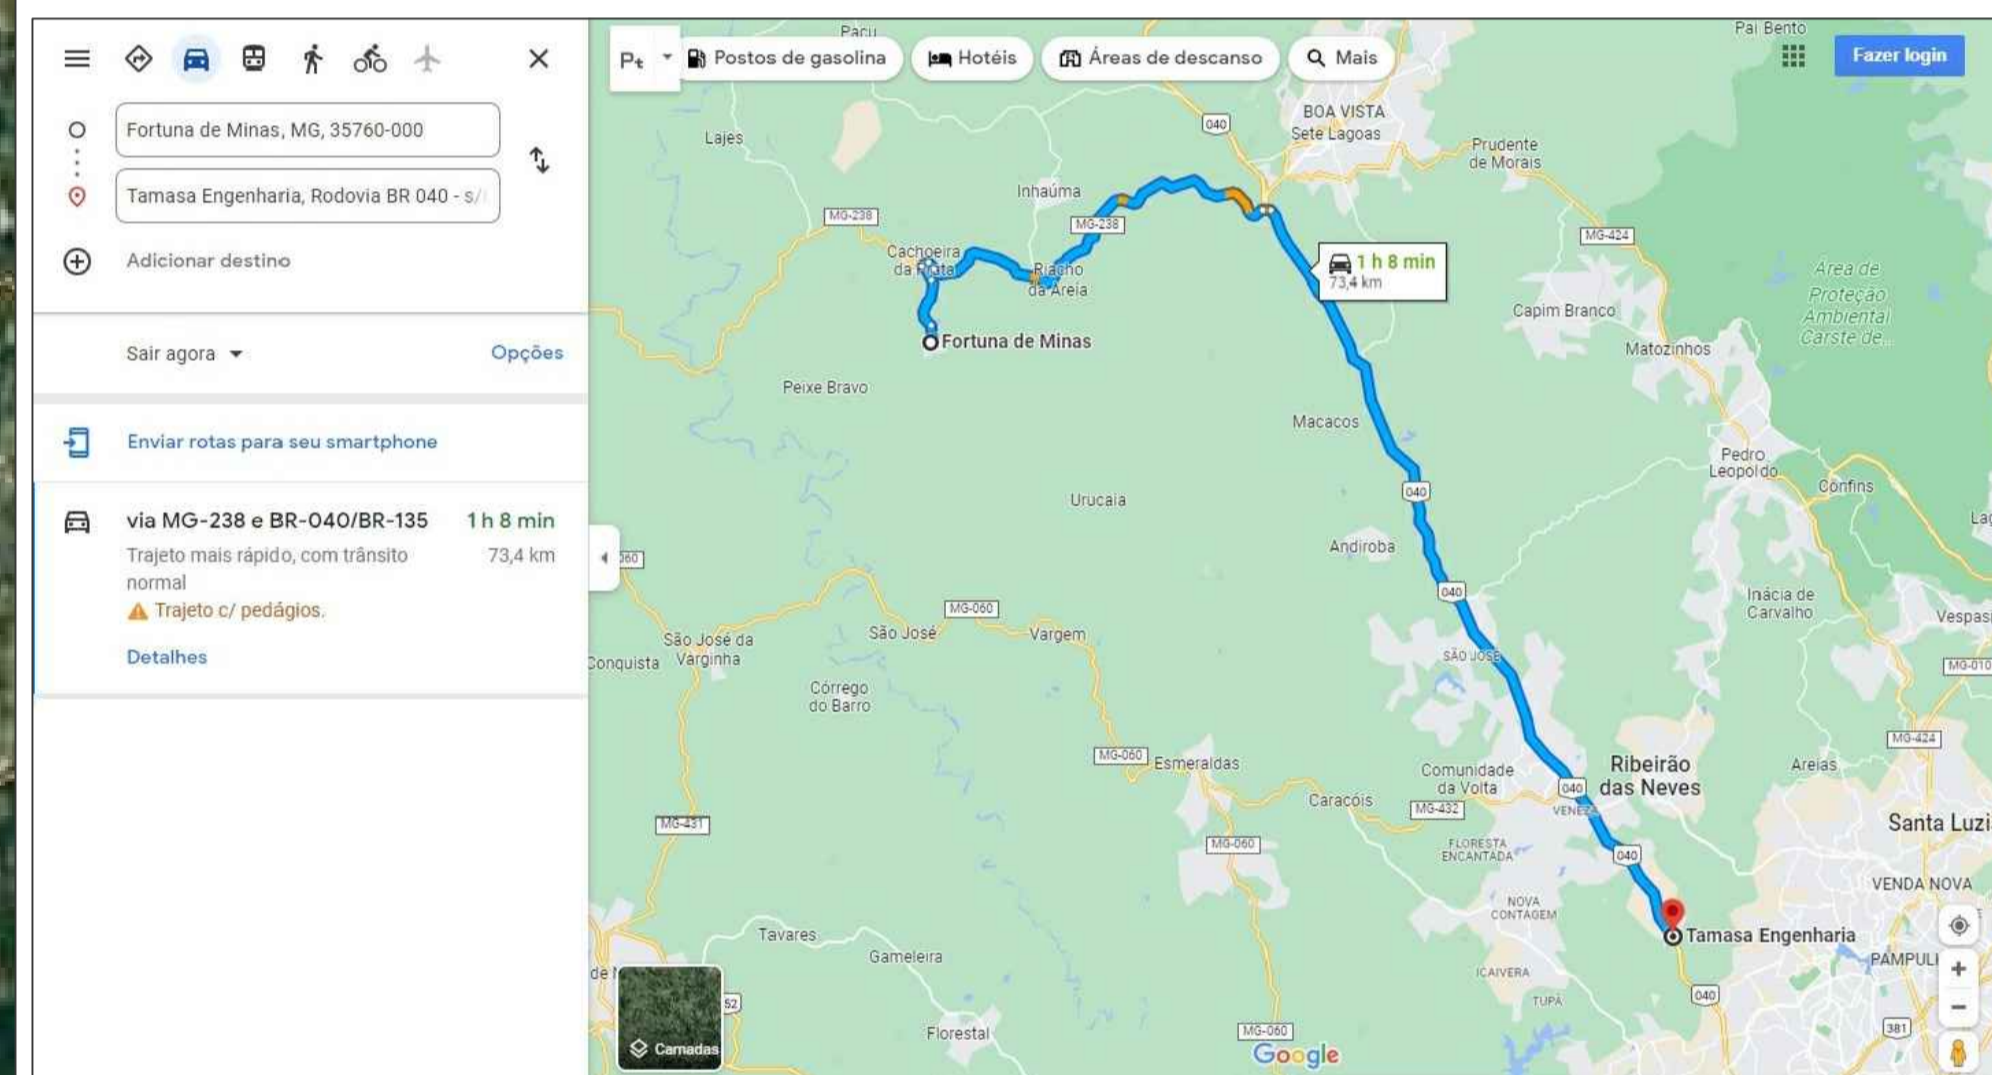 Fortuna de Minas, MG, 35760-000
Tamasa Engenharia, Rodovia BR 040 - s/
Adicionar destino
Sair agora
Opções
Enviar rotas para seu smartphone
via MG-238 e BR-040/BR-135
1 h 8 min
Trajeto mais rápido, com trânsito
73,4 km
normal
Trajeto c/ pedágios.
Detalhes
Postos de gasolina
Hotéis
Áreas de descanso
Mais
Fazer login
Pai Bento
Lajes
040
BOA VISTA
Sete Lagoas
Prudente
de Morais
Inhaúma
MG-238
MG-238
MG-424
Cachoeira
da Prata
Riacho
da Areia
1 h 8 min
73,4 km
Área de
Proteção
Ambiental
Carste de...
Capim Branco
Fortuna de Minas
Matozinhos
Peixe Bravo
Macacos
Pedro
Leopoldo
Confins
Urucaia
040
Andiroba
040
Inácia de
Carvalho
Vespasi
MG-060
São José
Vargem
São José da
Varginha
Conquista
SÃO JOSÉ
MG-010
Córrego
do Barro
MG-424
MG-060
Esmeraldas
Comunidade
da Volta
Ribeirão
das Neves
Areias
040
Caracóis
MG-432
VENEZA
MG-431
Santa Luzi
MG-060
FLORESTA
ENCANTADA
040
VENDA NOVA
NOVA
CONTAGEM
Tavares
Tamasa Engenharia
Gameleira
ICAIVERA
TUPÃ
040
Florestal
MG-060
381
Camadas
Google